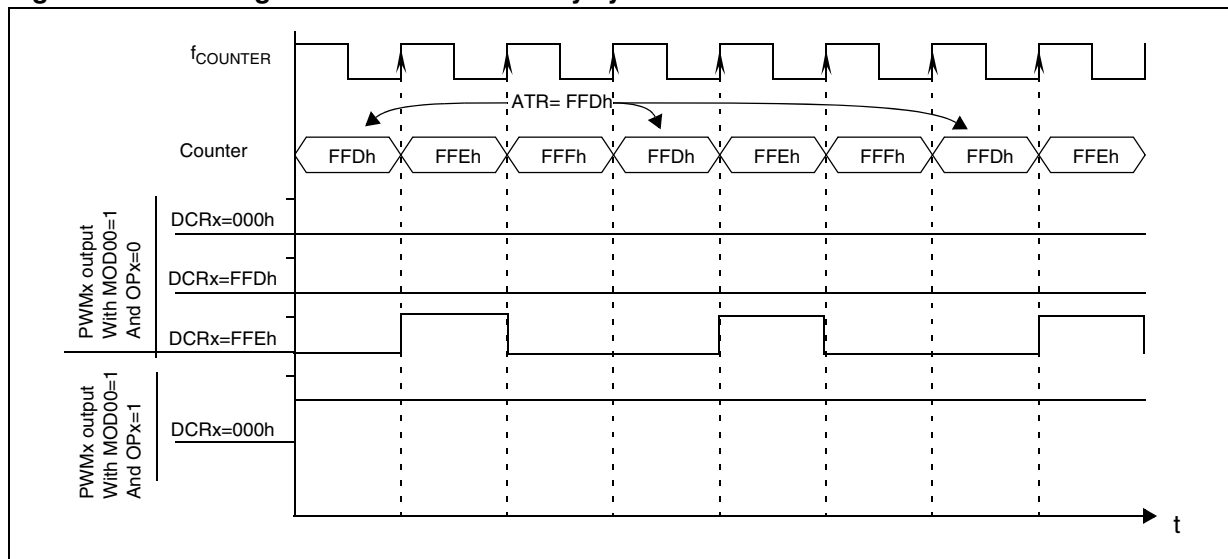 fCOUNTER
ATR= FFDh
Counter
FFDh FFEh FFFh FFDh FFEh FFFh FFDh FFEh
PWMx output
With MOD00=1
And OPx=0
DCRx=000h
DCRx=FFDh
DCRx=FFEh
PWMx output
With MOD00=1
And OPx=1
DCRx=000h
t